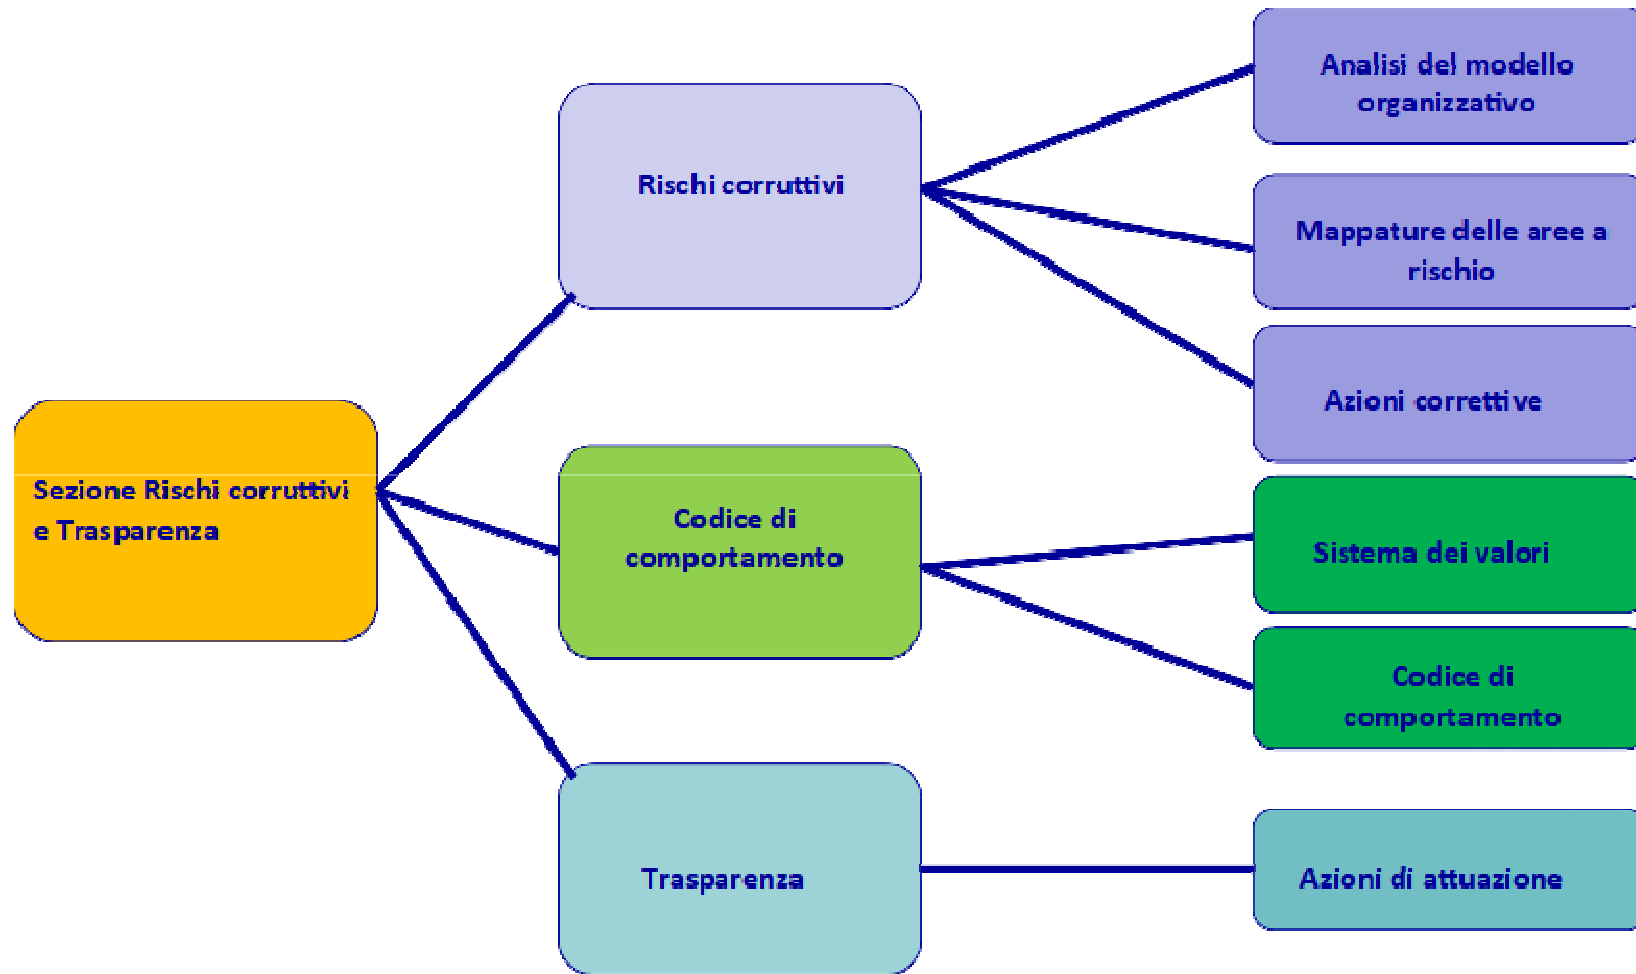 Analisi del modello
organizzativo
Rischi corruttivi
Mappature delle aree a
rischio
Azioni correttive
Sezione Rischi corruttivi
e Trasparenza
Codice di
comportamento
Sistema dei valori
Codice di
comportamento
Trasparenza
Azioni di attuazione